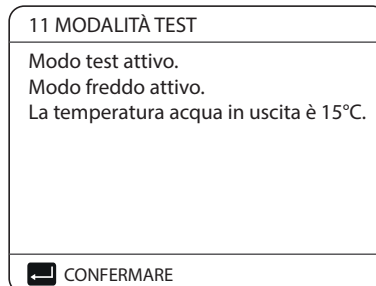 11 MODALITÀ TEST
Modo test attivo.
Modo freddo attivo.
La temperatura acqua in uscita è 15°C.
CONFERMARE